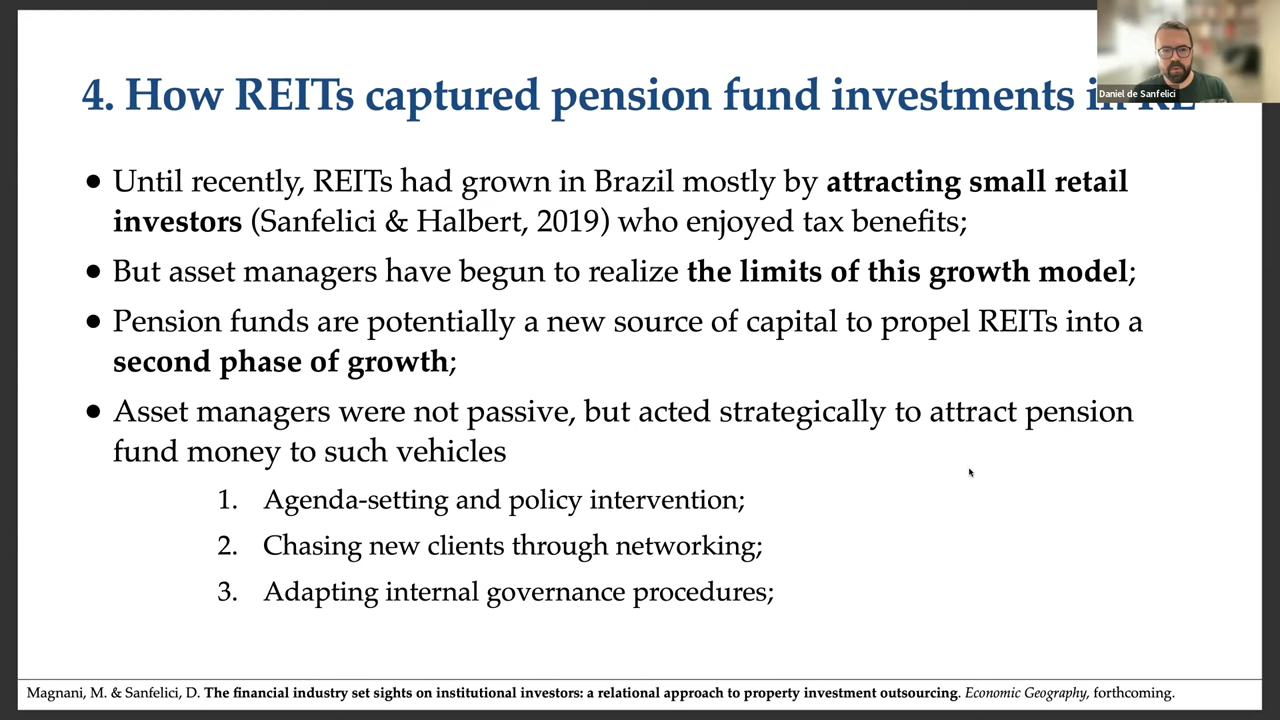 4. How REITs captured pension fund investments in RE
Daniel de Sanfelici
● Until recently, REITs had grown in Brazil mostly by attracting small retail
investors (Sanfelici & Halbert, 2019) who enjoyed tax benefits;
● But asset managers have begun to realize the limits of this growth model;
● Pension funds are potentially a new source of capital to propel REITs into a
second phase of growth;
● Asset managers were not passive, but acted strategically to attract pension
fund money to such vehicles
1. Agenda-setting and policy intervention;
2. Chasing new clients through networking;
3. Adapting internal governance procedures;
Magnani, M. & Sanfelici, D. The financial industry set sights on institutional investors: a relational approach to property investment outsourcing. Economic Geography, forthcoming.